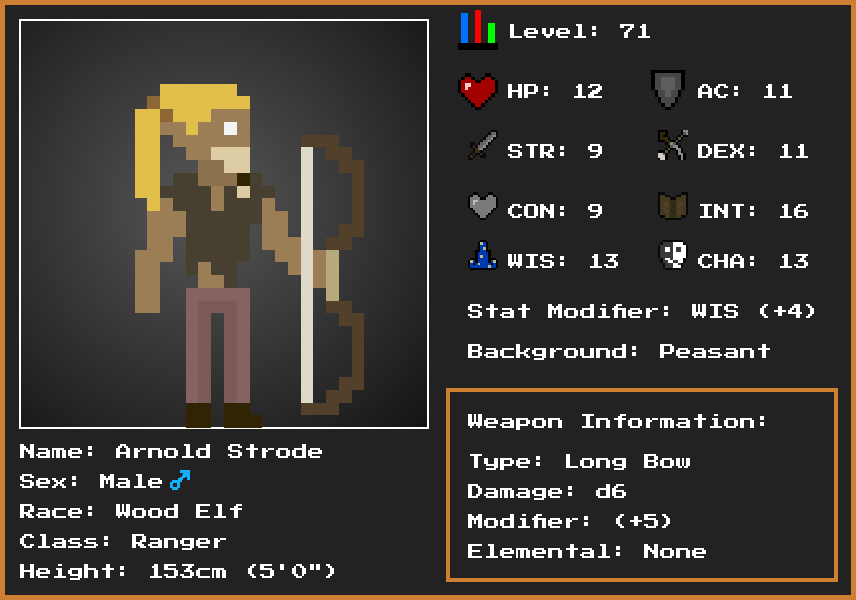 Level: 71
HP: 12 AC: 11
STR: 9 DEX: 11
CON: 9 INT: 16
WIS: 13 CHA: 13
Stat Modifier: WIS (+4)
Background: Peasant
Weapon Information:
Type: Long Bow
Damage: d6
Modifier: (+5)
Elemental: None
Name: Arnold Strode
Sex: Male♂
Race: Wood Elf
Class: Ranger
Height: 153cm (5'0")